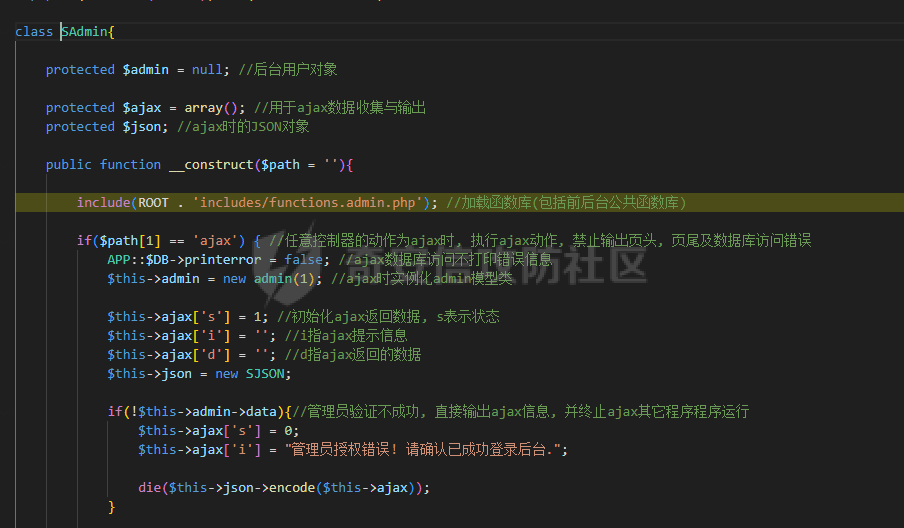 class SAdmin{
protected $admin = null; //后台用户对象
protected $ajax = array(); //用于ajax数据收集与输出
protected $json; //ajax时的JSON对象
public function __construct($path = ''){
include(ROOT . 'includes/functions.admin.php'); //加载函数库(包括前后台公共函数库)
if($path[1] == 'ajax') { //任意控制器的动作为ajax时, 执行ajax动作, 禁止输出页头, 页尾及数据库访问错误
APP::$DB->printerror = false; //ajax数据库访问不打印错误信息
$this->admin = new admin(1); //ajax时实例化admin模型类
$this->ajax['s'] = 1; //初始化ajax返回数据, s表示状态
$this->ajax['i'] = ''; //i指ajax提示信息
$this->ajax['d'] = ''; //d指ajax返回的数据
$this->json = new SJSON;
if(!$this->admin->data){//管理员验证不成功, 直接输出ajax信息, 并终止ajax其它程序程序运行
$this->ajax['s'] = 0;
$this->ajax['i'] = "管理员授权错误! 请确认已成功登录后台.";
die($this->json->encode($this->ajax));
}